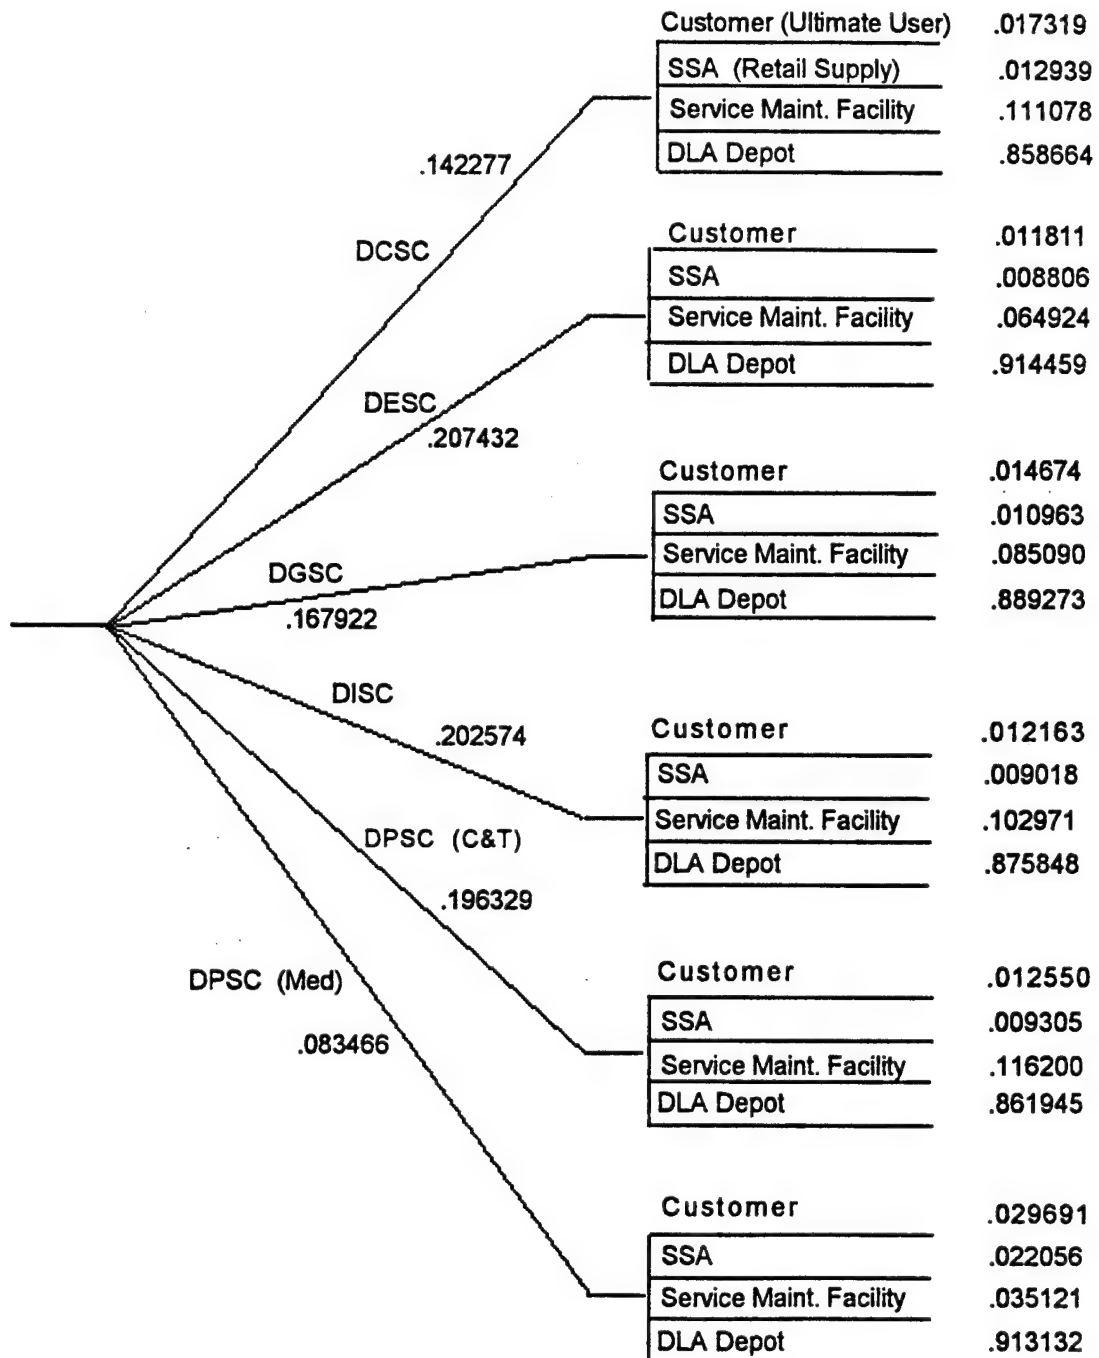 Customer (Ultimate User) .017319
SSA (Retail Supply) .012939
Service Maint. Facility .111078
DLA Depot .858664
.142277
DCSC
Customer .011811
SSA .008806
Service Maint. Facility .064924
DLA Depot .914459
DESC
.207432
Customer .014674
SSA .010963
Service Maint. Facility .085090
DLA Depot .889273
DGSC
.167922
DISC
.202574
Customer .012163
SSA .009018
Service Maint. Facility .102971
DLA Depot .875848
DPSC (C&T)
.196329
Customer .012550
SSA .009305
Service Maint. Facility .116200
DLA Depot .861945
DPSC (Med)
.083466
Customer .029691
SSA .022056
Service Maint. Facility .035121
DLA Depot .913132